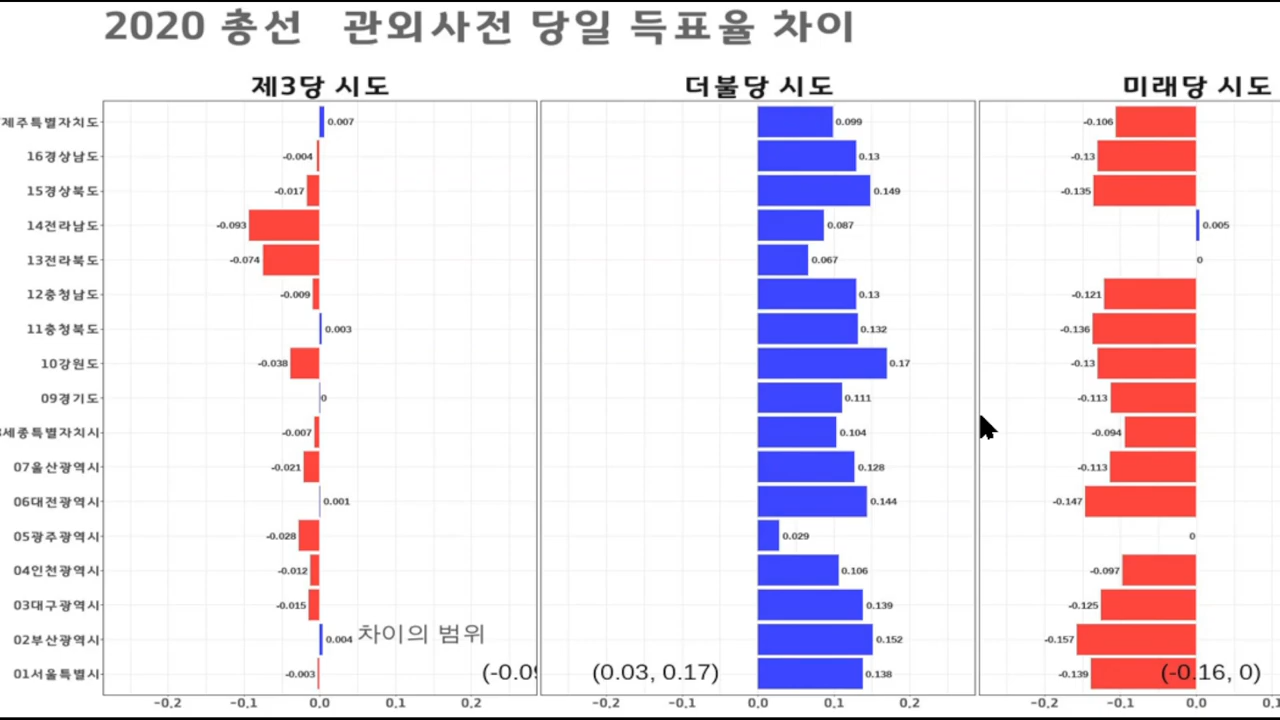 2020 총선 관외사전 당일 득표율 차이
제3당 시도 더불당 시도 미래당 시도
제주특별자치도 0.007 0.099 -0.106
16경상남도 -0.004 0.13 -0.13
15경상북도 -0.017 0.149 -0.135
14전라남도 -0.093 0.087 0.005
13전라북도 -0.074 0.067 0
12충청남도 -0.009 0.13 -0.121
11충청북도 0.003 0.132 -0.136
10강원도 -0.038 0.17 -0.13
09경기도 0 0.111 -0.113
세종특별자치시 -0.007 0.104 -0.094
07울산광역시 -0.021 0.128 -0.113
06대전광역시 0.001 0.144 -0.147
05광주광역시 -0.028 0.029 0
04인천광역시 -0.012 0.106 -0.097
03대구광역시 -0.015 0.139 -0.125
02부산광역시 0.004 차이의 범위 0.152 -0.157
01서울특별시 -0.003 (-0.09 (0.03, 0.17) 0.138 -0.139 (-0.16, 0)
-0.2 -0.1 0.0 0.1 0.2 -0.2 -0.1 0.0 0.1 0.2 -0.2 -0.1 0.0 0.1